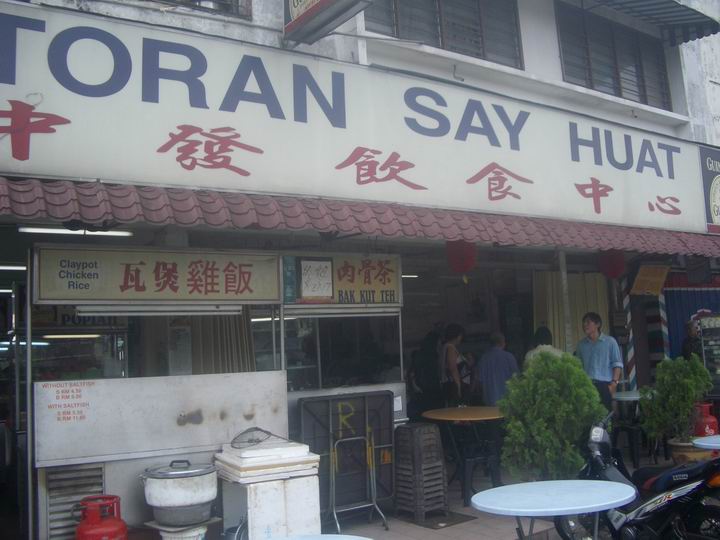 TORAN SAY HUAT
中發飲食中心
Claypot
Chicken
Rice
瓦煲雞飯
肉骨茶
BAK KUT TEH
POPIAH
WITHOUT SALTFISH
WITH SALTFISH
R